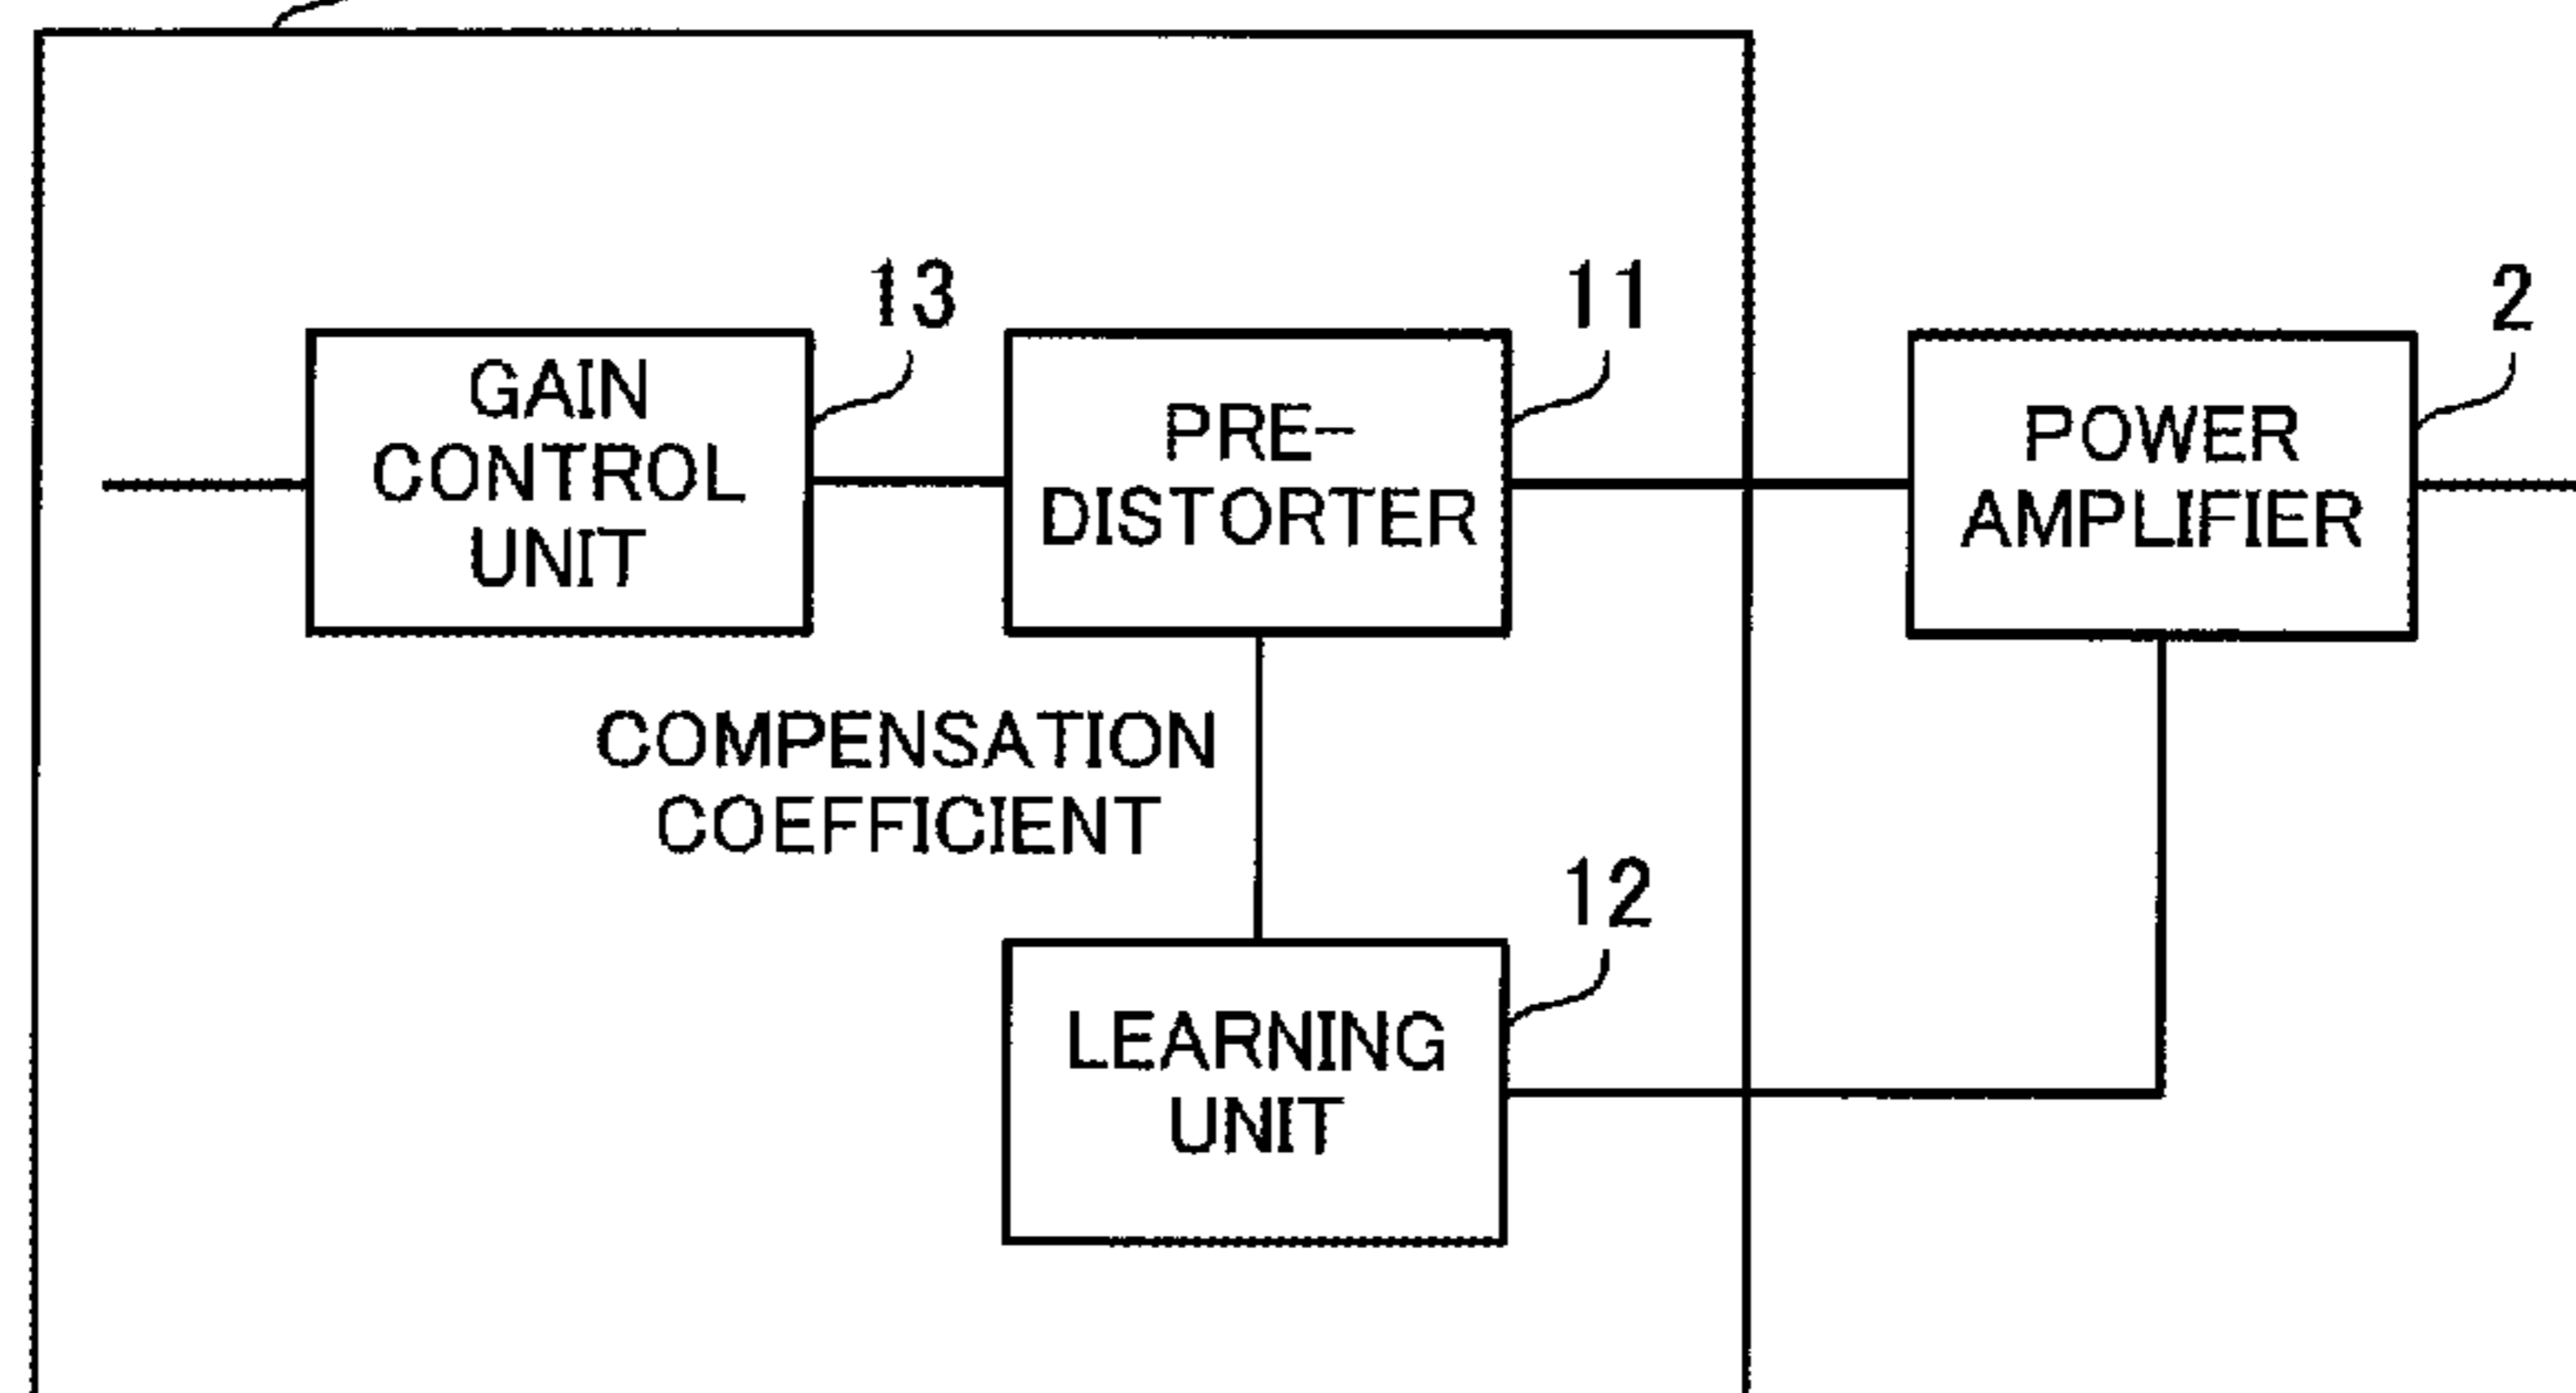 13
11
2
GAIN
CONTROL
UNIT
PRE-
DISTORTER
POWER
AMPLIFIER
COMPENSATION
COEFFICIENT
12
LEARNING
UNIT